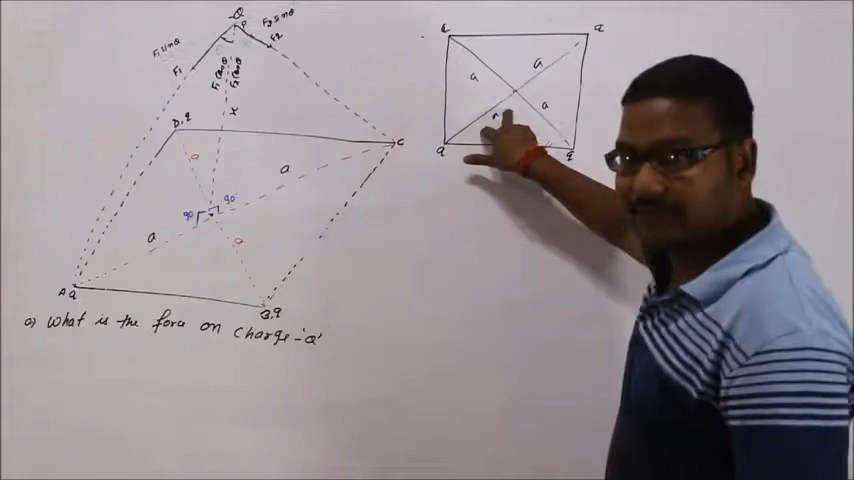 -Q
P
F2 sinθ
F1 sinθ
F1
F2
F1 Cosθ
F2 Cosθ
x
D, q
C
a
a
90
90
a
a
A q
B, q
a) What is the force on charge -'Q'
q
a
a
a
q
q